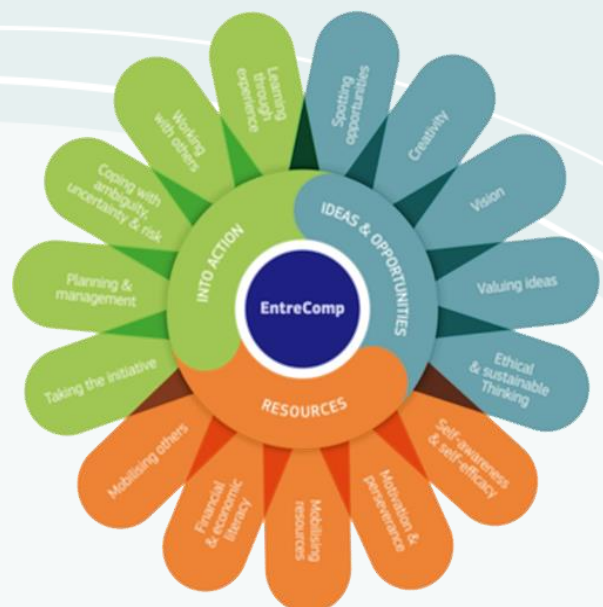 EntreComp
IDEAS & OPPORTUNITIES
Spotting
opportunities
Creativity
Vision
Valuing ideas
Ethical
& sustainable
Thinking
RESOURCES
Self-awareness
& self-efficacy
Motivation &
perseverance
Mobilising
resources
Financial
& economic
literacy
Mobilising others
INTO ACTION
Taking the initiative
Planning &
management
Coping with
ambiguity,
uncertainty & risk
Working
with others
Learning
through
experience